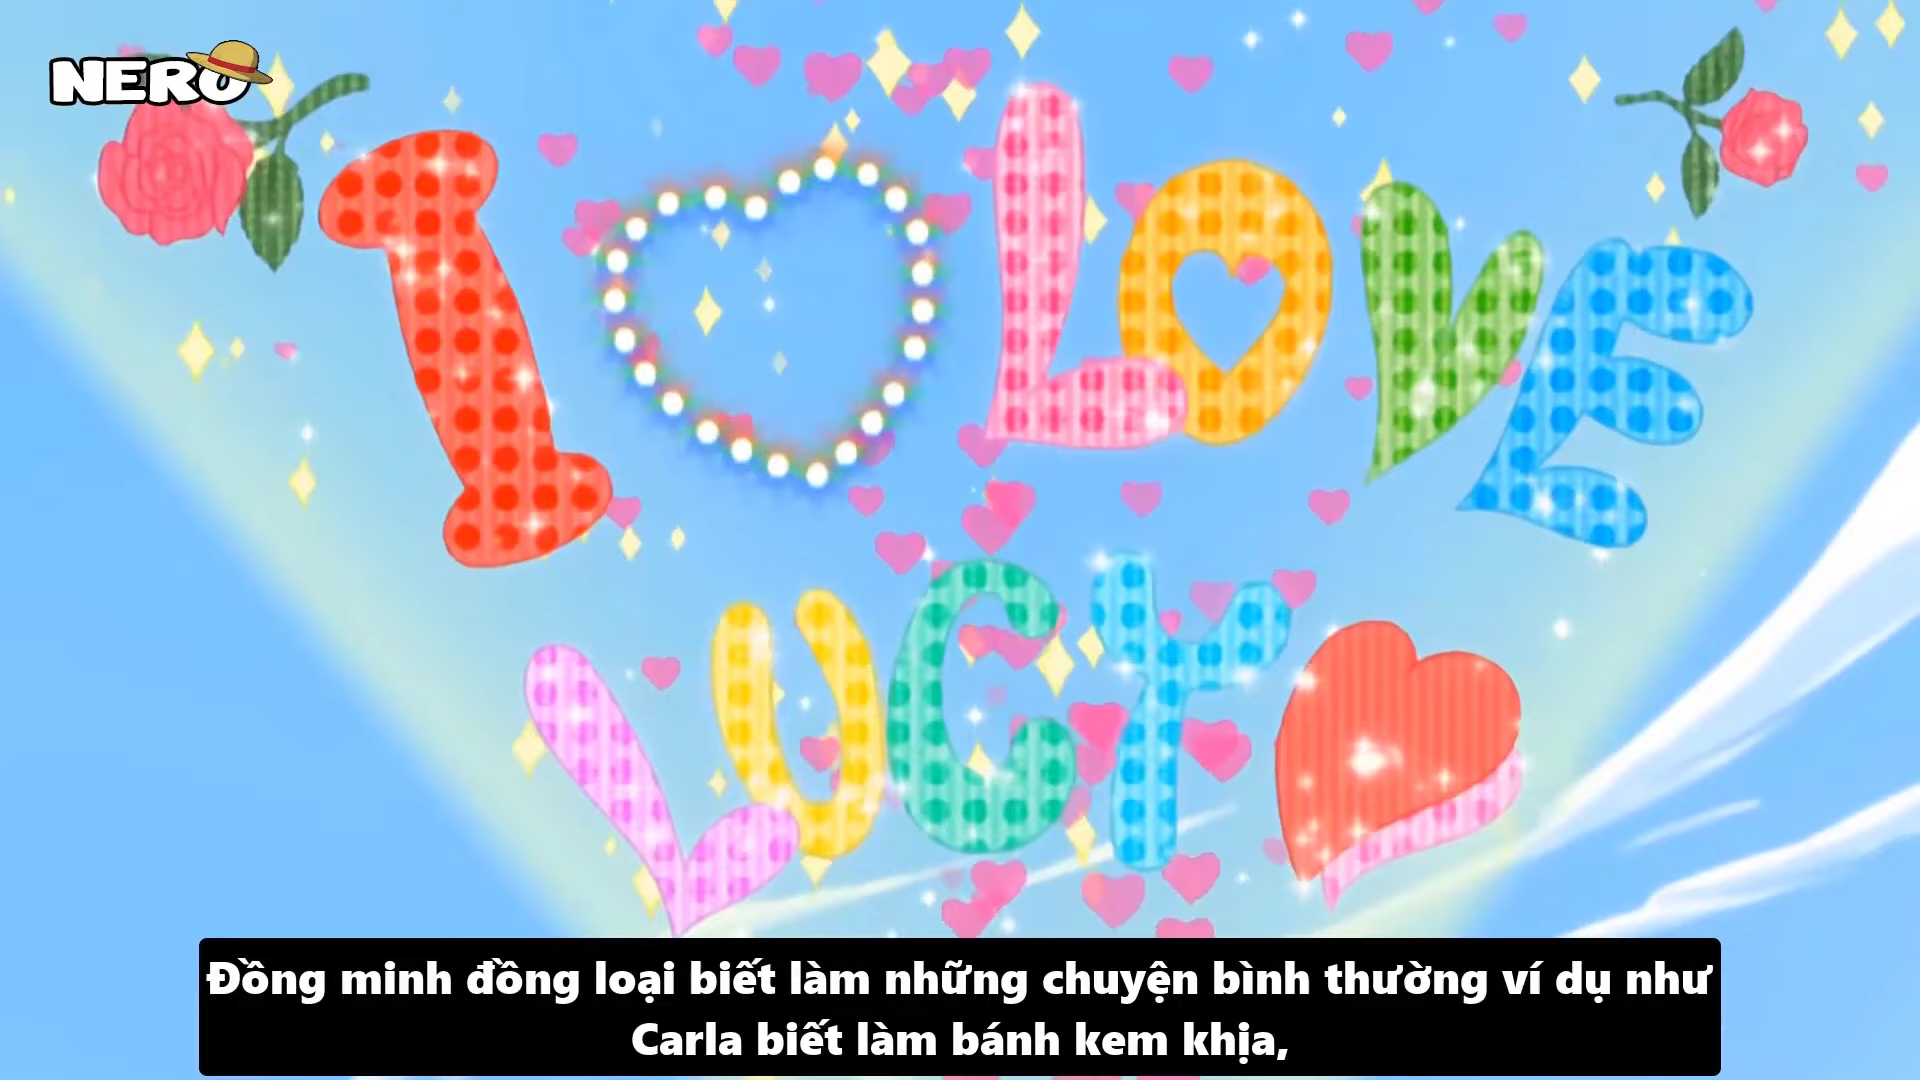 NERO
I LOVE
LUCY
Đồng minh đồng loại biết làm những chuyện bình thường ví dụ như
Carla biết làm bánh kem khịa,